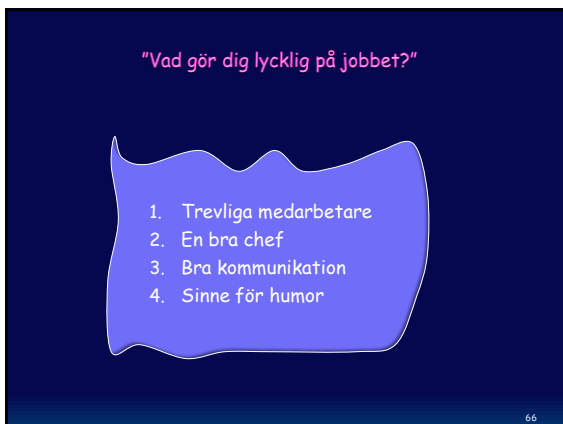 ”Vad gör dig lycklig på jobbet?”
1. Trevliga medarbetare
2. En bra chef
3. Bra kommunikation
4. Sinne för humor
66